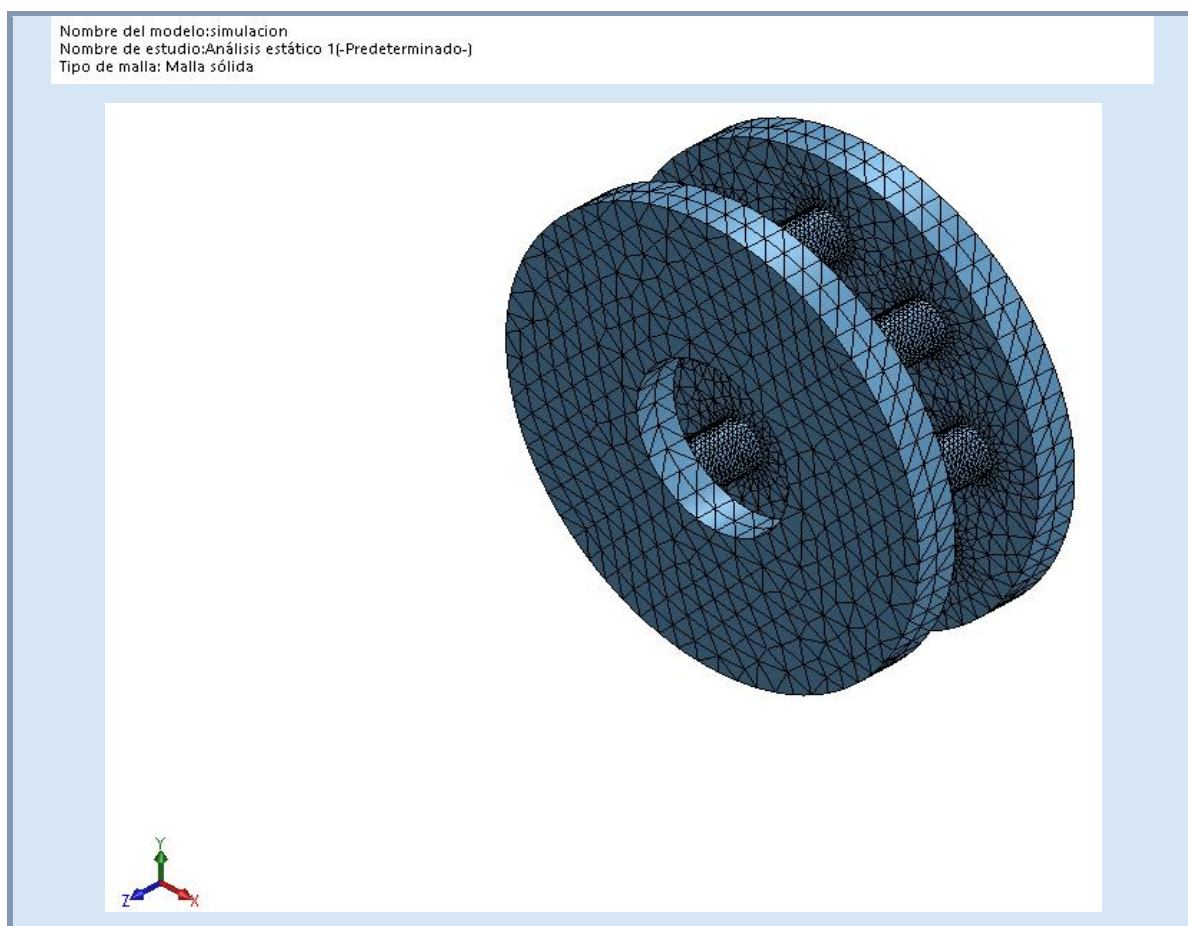 Nombre del modelo:simulacion
Nombre de estudio:Análisis estático 1(-Predeterminado-)
Tipo de malla: Malla sólida
Y
Z
X